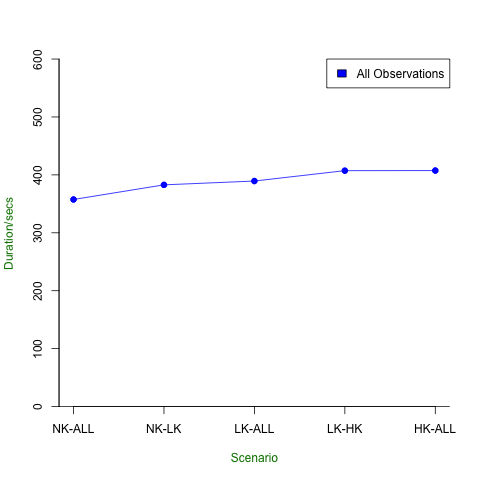 600
All Observations
500
400
300
200
100
0
Duration/secs
NK-ALL NK-LK LK-ALL LK-HK HK-ALL
Scenario